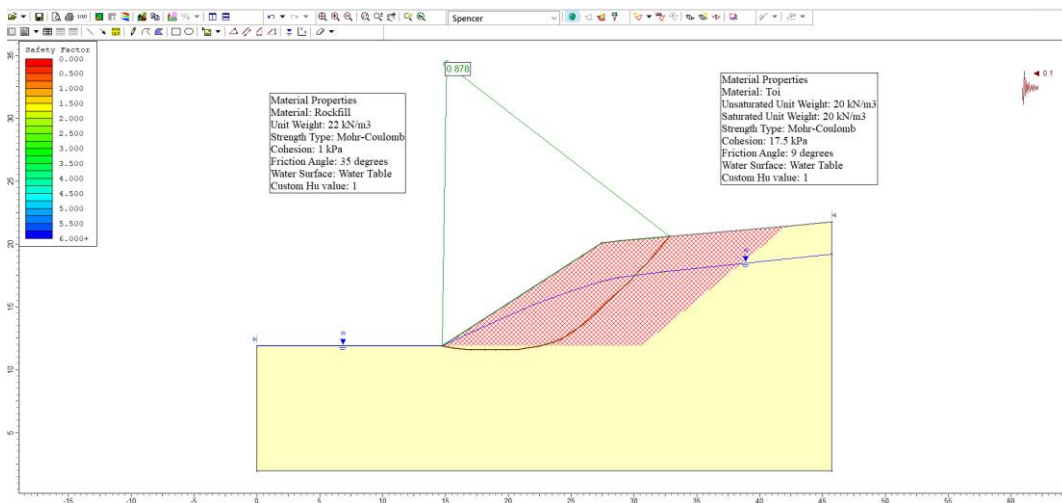 Spencer
Safety Factor
0.000
0.500
1.000
1.500
2.000
2.500
3.000
3.500
4.000
4.500
5.000
5.500
6.000+
0.878
Material Properties
Material: Rockfill
Unit Weight: 22 kN/m3
Strength Type: Mohr-Coulomb
Cohesion: 1 kPa
Friction Angle: 35 degrees
Water Surface: Water Table
Custom Hu value: 1
Material Properties
Material: Toi
Unsaturated Unit Weight: 20 kN/m3
Saturated Unit Weight: 20 kN/m3
Strength Type: Mohr-Coulomb
Cohesion: 17.5 kPa
Friction Angle: 9 degrees
Water Surface: Water Table
Custom Hu value: 1
0.1
W
W
35
30
25
20
15
10
5
-15
-10
-5
0
5
10
15
20
25
30
35
40
45
50
55
60